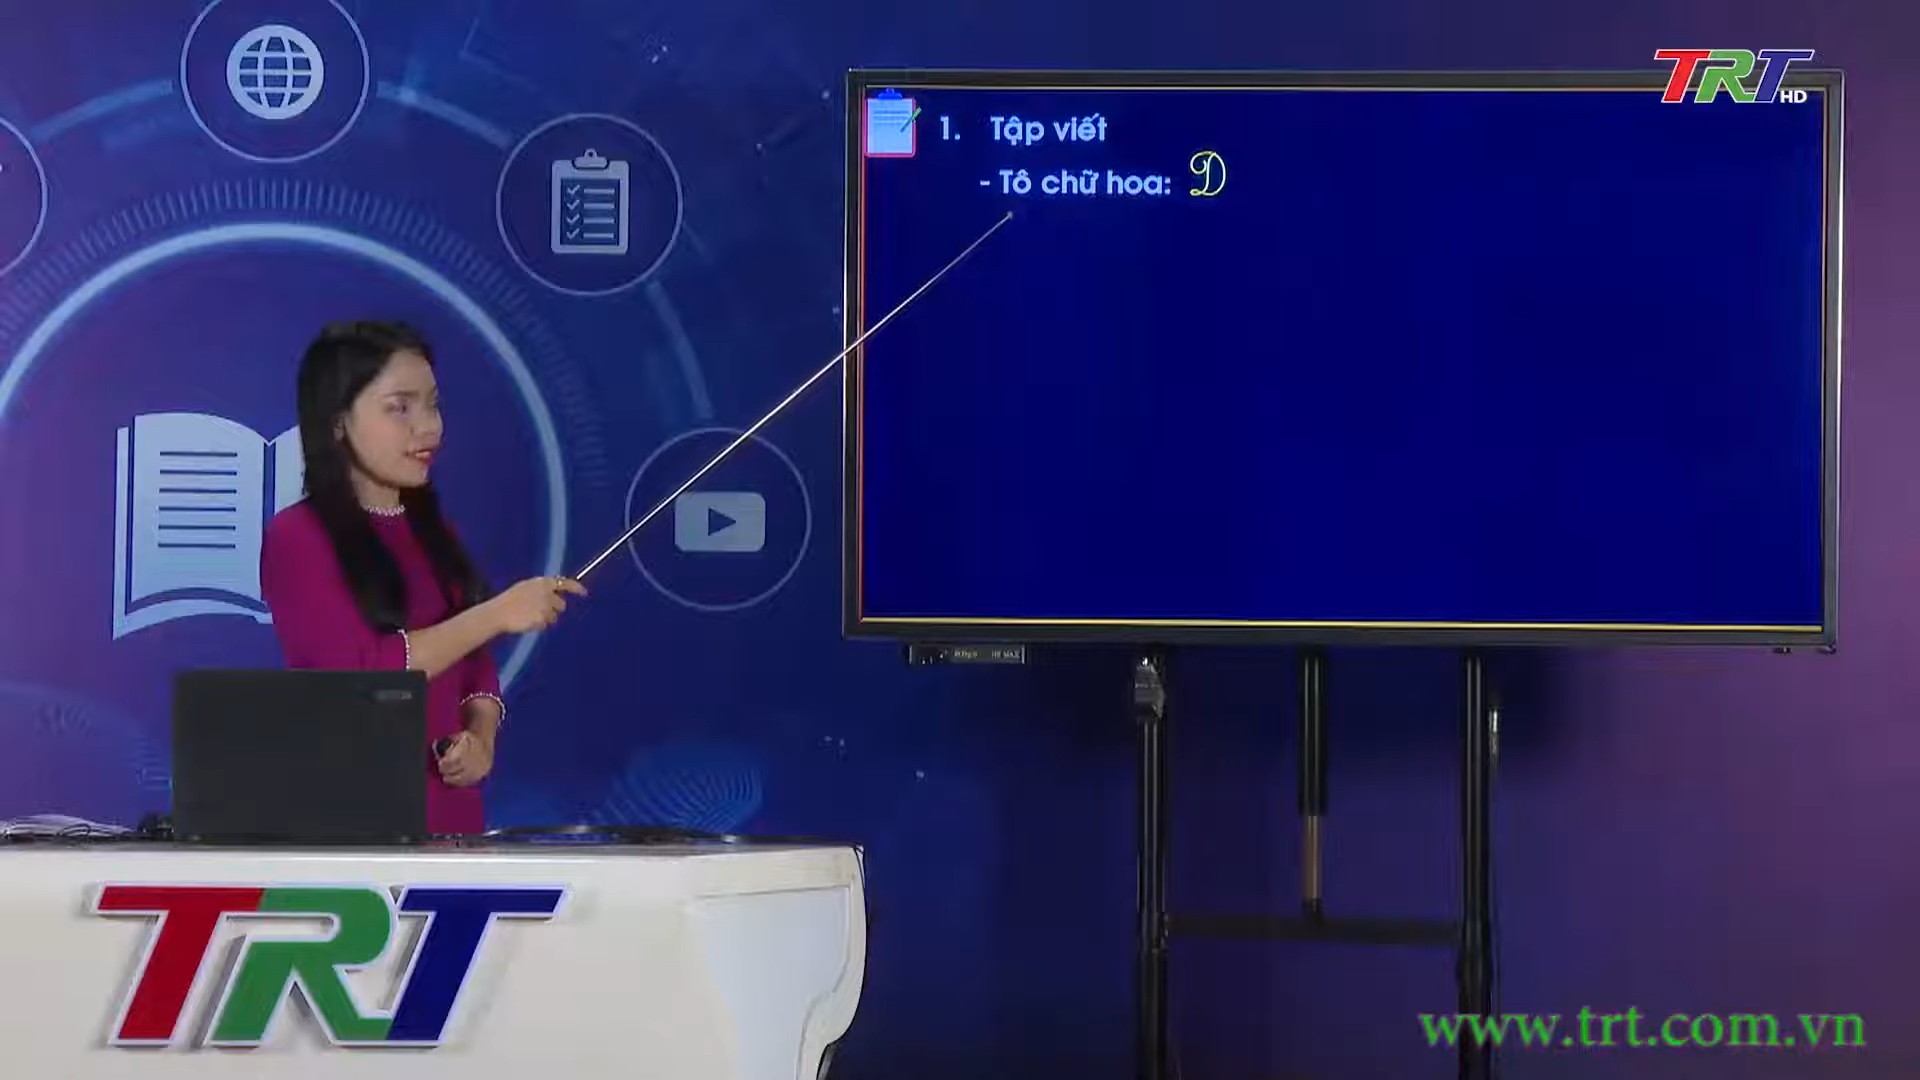 TRT HD
1. Tập viết
- Tô chữ hoa: D
TRT
www.trt.com.vn